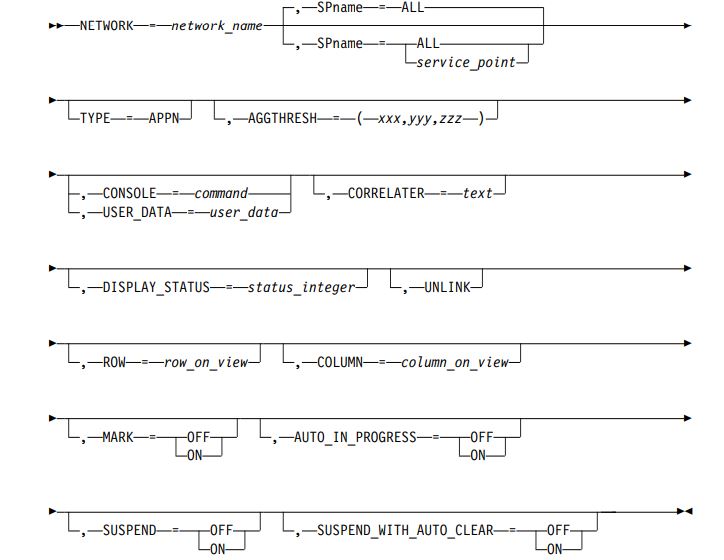 , SPname = ALL
NETWORK = network_name
, SPname = ALL
service_point
TYPE = APPN , AGGTHRESH = ( xxx,yyy,zzz )
, CONSOLE = command , CORRELATER = text
, USER_DATA = user_data
, DISPLAY_STATUS = status_integer , UNLINK
, ROW = row_on_view , COLUMN = column_on_view
, MARK = OFF , AUTO_IN_PROGRESS = OFF
ON ON
, SUSPEND = OFF , SUSPEND_WITH_AUTO_CLEAR = OFF
ON ON